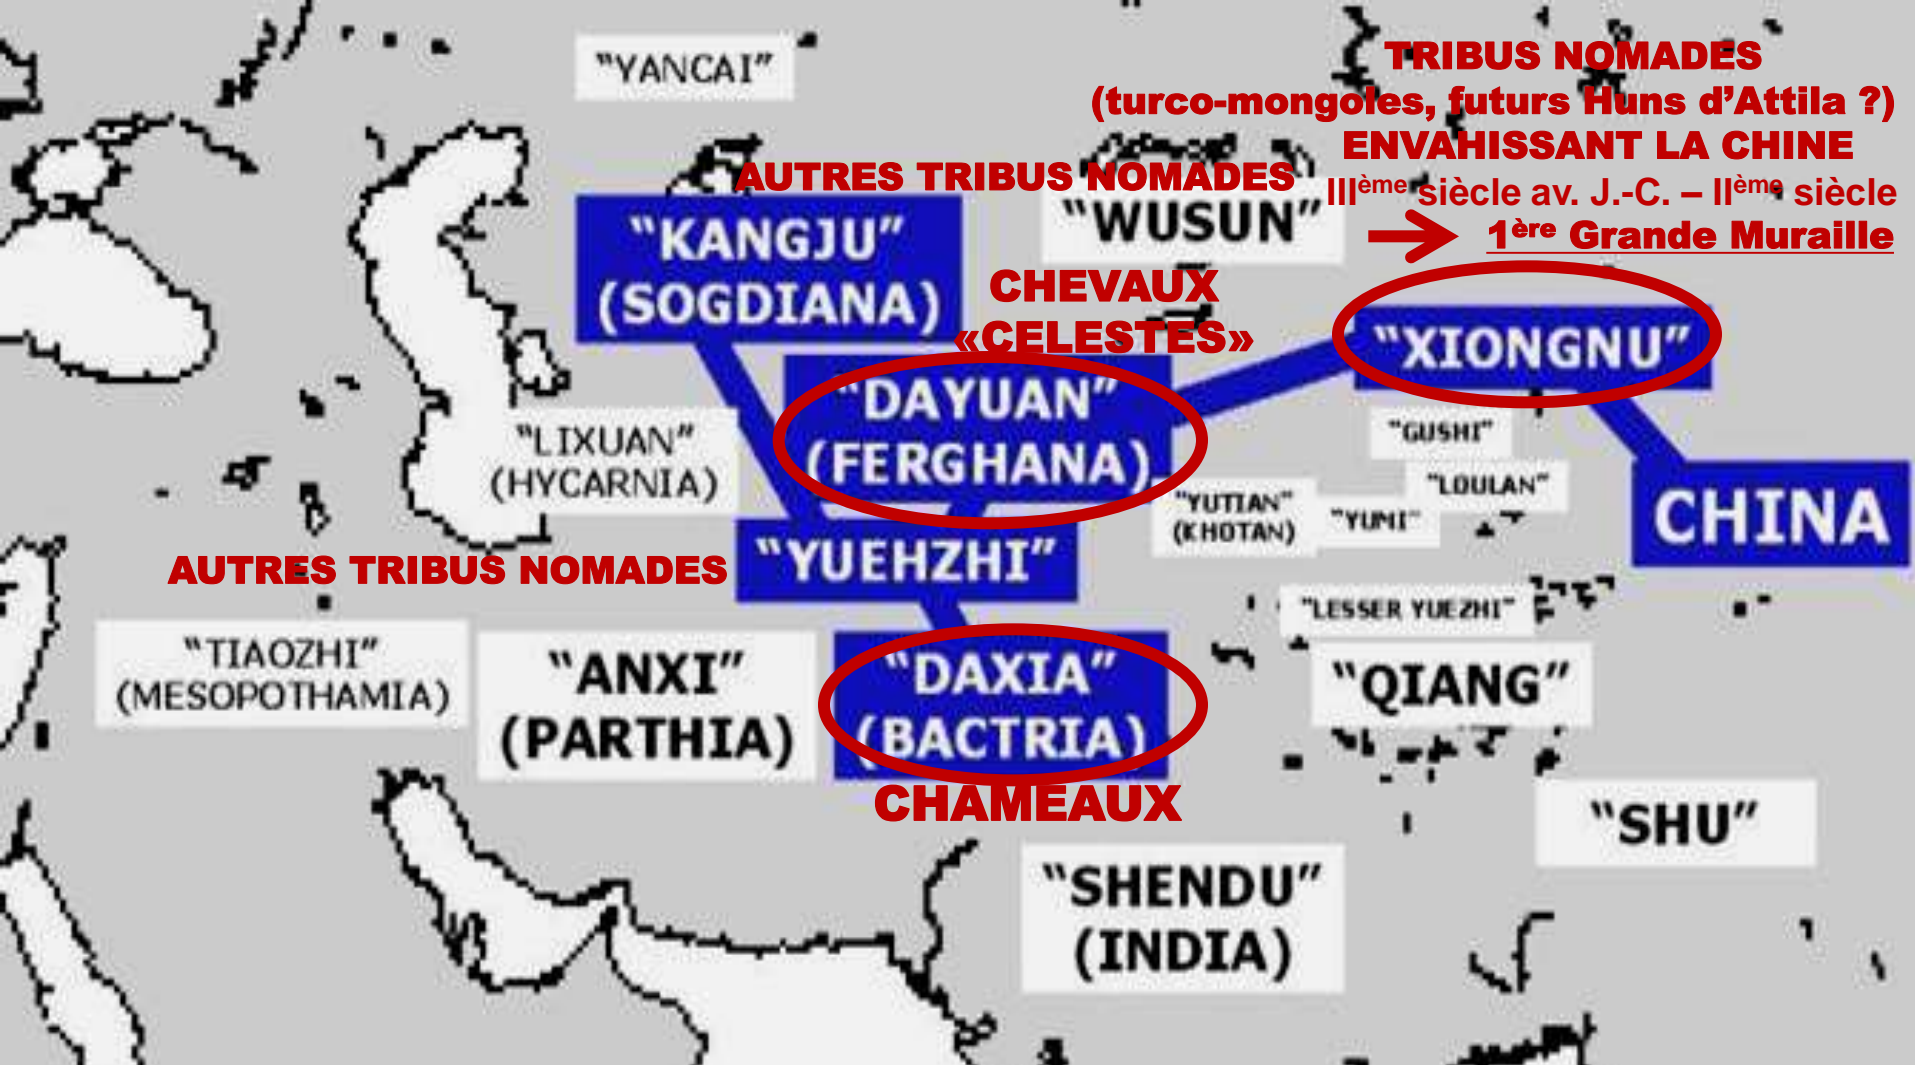 “YANCAI”
TRIBUS NOMADES
(turco-mongoles, futurs Huns d’Attila ?)
ENVAHISSANT LA CHINE
IIIème siècle av. J.-C. – IIème siècle
1ère Grande Muraille
AUTRES TRIBUS NOMADES
“KANGJU”
(SOGDIANA)
“WUSUN”
CHEVAUX
«CELESTES»
“XIONGNU”
“DAYUAN”
(FERGHANA)
“LIXUAN”
(HYCARNIA)
“GUSHI”
“LOULAN”
“YUTIAN”
(KHOTAN)
“YUMI”
CHINA
“YUEHZHI”
AUTRES TRIBUS NOMADES
“LESSER YUEZHI”
“TIAOZHI”
(MESOPOTHAMIA)
“ANXI”
(PARTHIA)
“DAXIA”
(BACTRIA)
“QIANG”
CHAMEAUX
“SHU”
“SHENDU”
(INDIA)